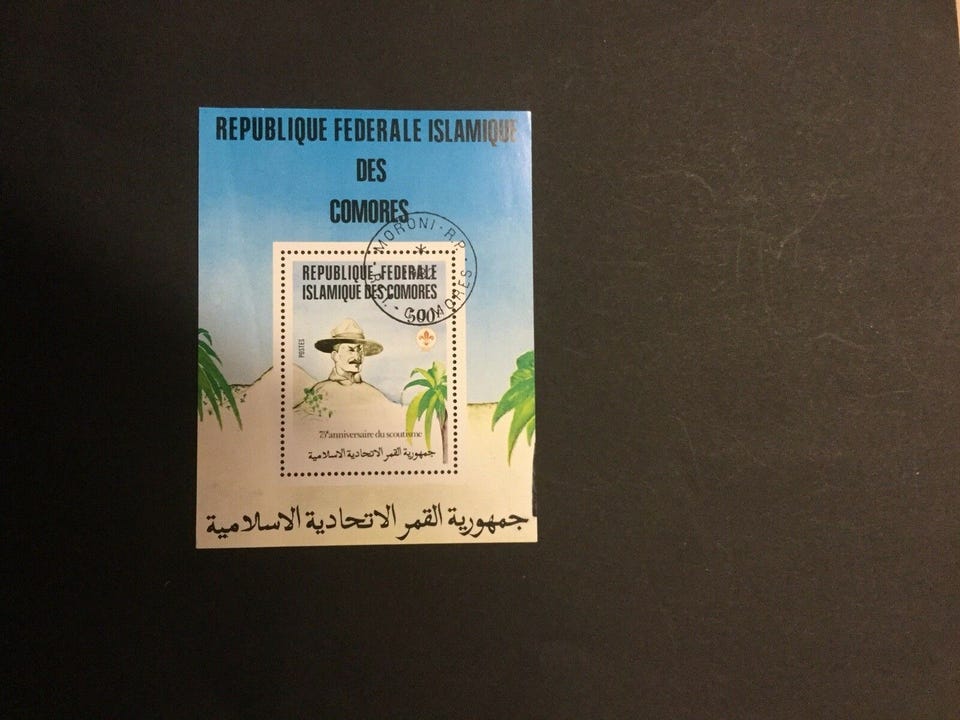 REPUBLIQUE FEDERALE ISLAMIQUE
DES
COMORES
MORONI · R.P.
COMORES
REPUBLIQUE FEDERALE
ISLAMIQUE DES COMORES
500F
POSTES
75e anniversaire du scoutisme
جمهورية القمر الاتحادية الاسلامية
جمهورية القمر الاتحادية الاسلامية